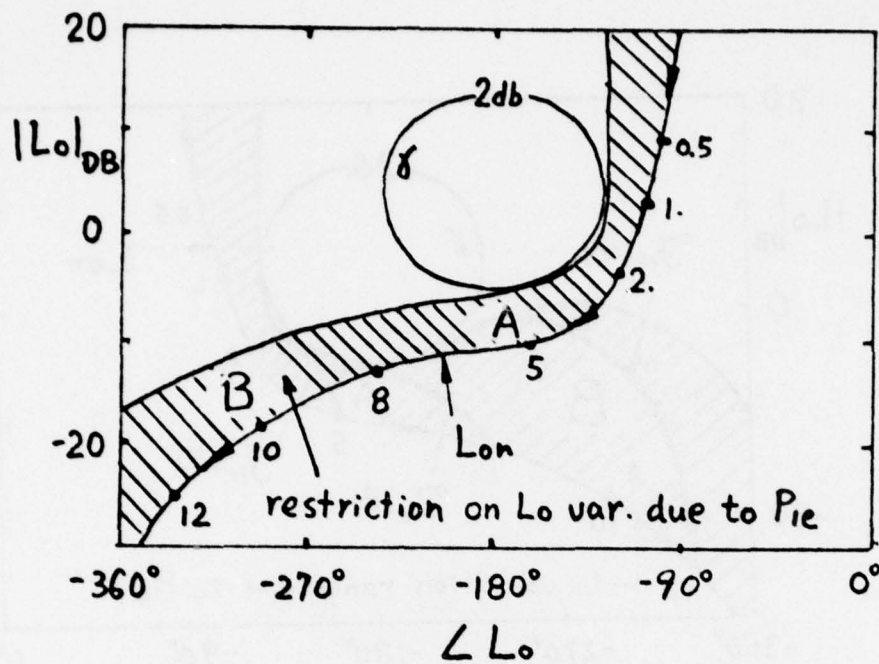 20
2db
γ
|Lo|DB
0.5
1.
0
2.
A
5
B
8
Lon
10
-20
12
restriction on Lo var. due to P1e
-360° -270° -180° -90° 0°
∠ Lo